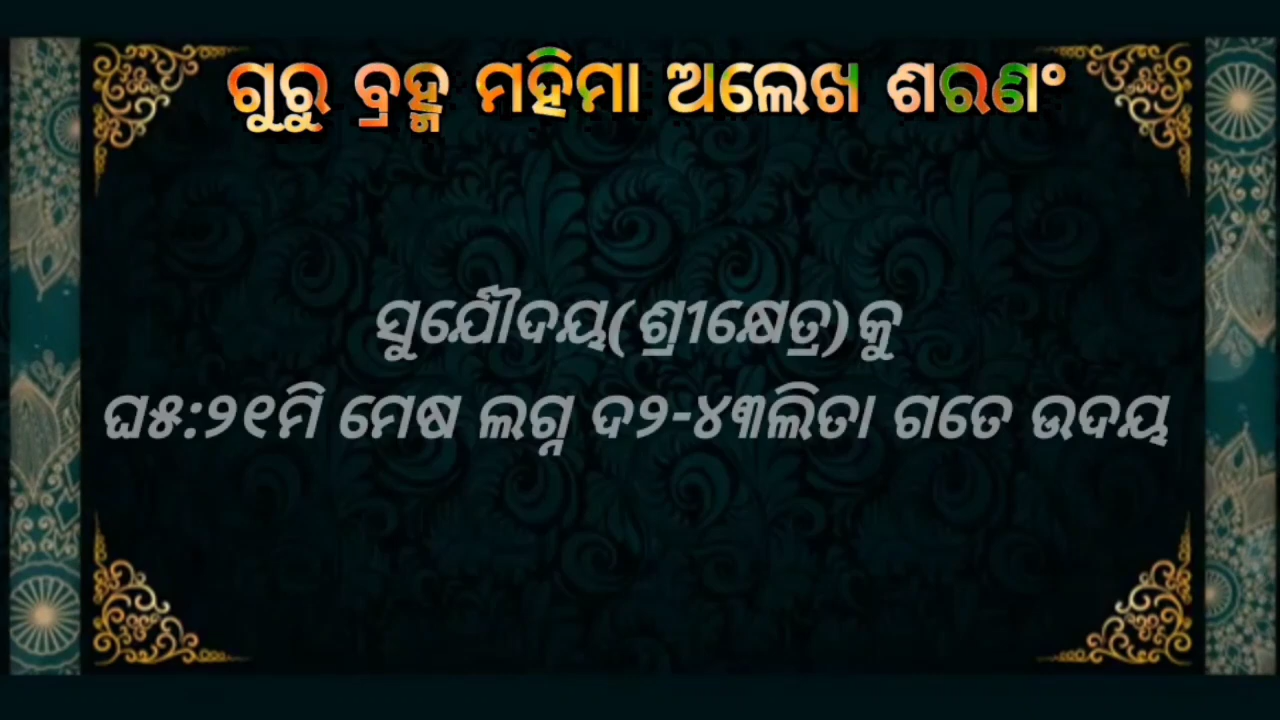 ଗୁରୁ ବ୍ରହ୍ମ ମହିମା ଅଲେଖ ଶରଣଂ
ସୁର୍ଯୌଦୟ(ଶ୍ରୀକ୍ଷେତ୍ର)କୁ
ଘ୫:୨୧ମି ମେଷ ଲଗ୍ନ ଦ୨-୪୩ଲିତା ଗତେ ଉଦୟ